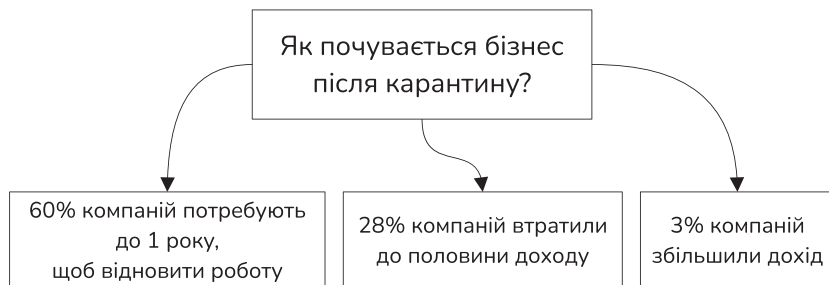 Як почувається бізнес
після карантину?
60% компаній потребують
до 1 року,
щоб відновити роботу
28% компаній втратили
до половини доходу
3% компаній
збільшили дохід